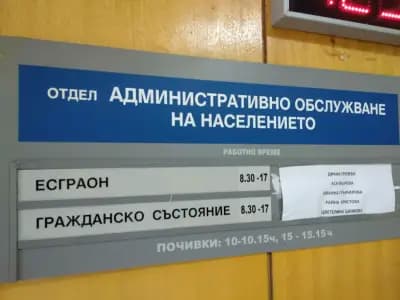 ОТДЕЛ АДМИНИСТРАТИВНО ОБСЛУЖВАНЕ
НА НАСЕЛЕНИЕТО
РАБОТНО ВРЕМЕ
ЕСГРАОН 8.30-17
ГРАЖДАНСКО СЪСТОЯНИЕ 8.30-17
ПОЧИВКИ: 10-10.15ч, 15 - 15.15 ч